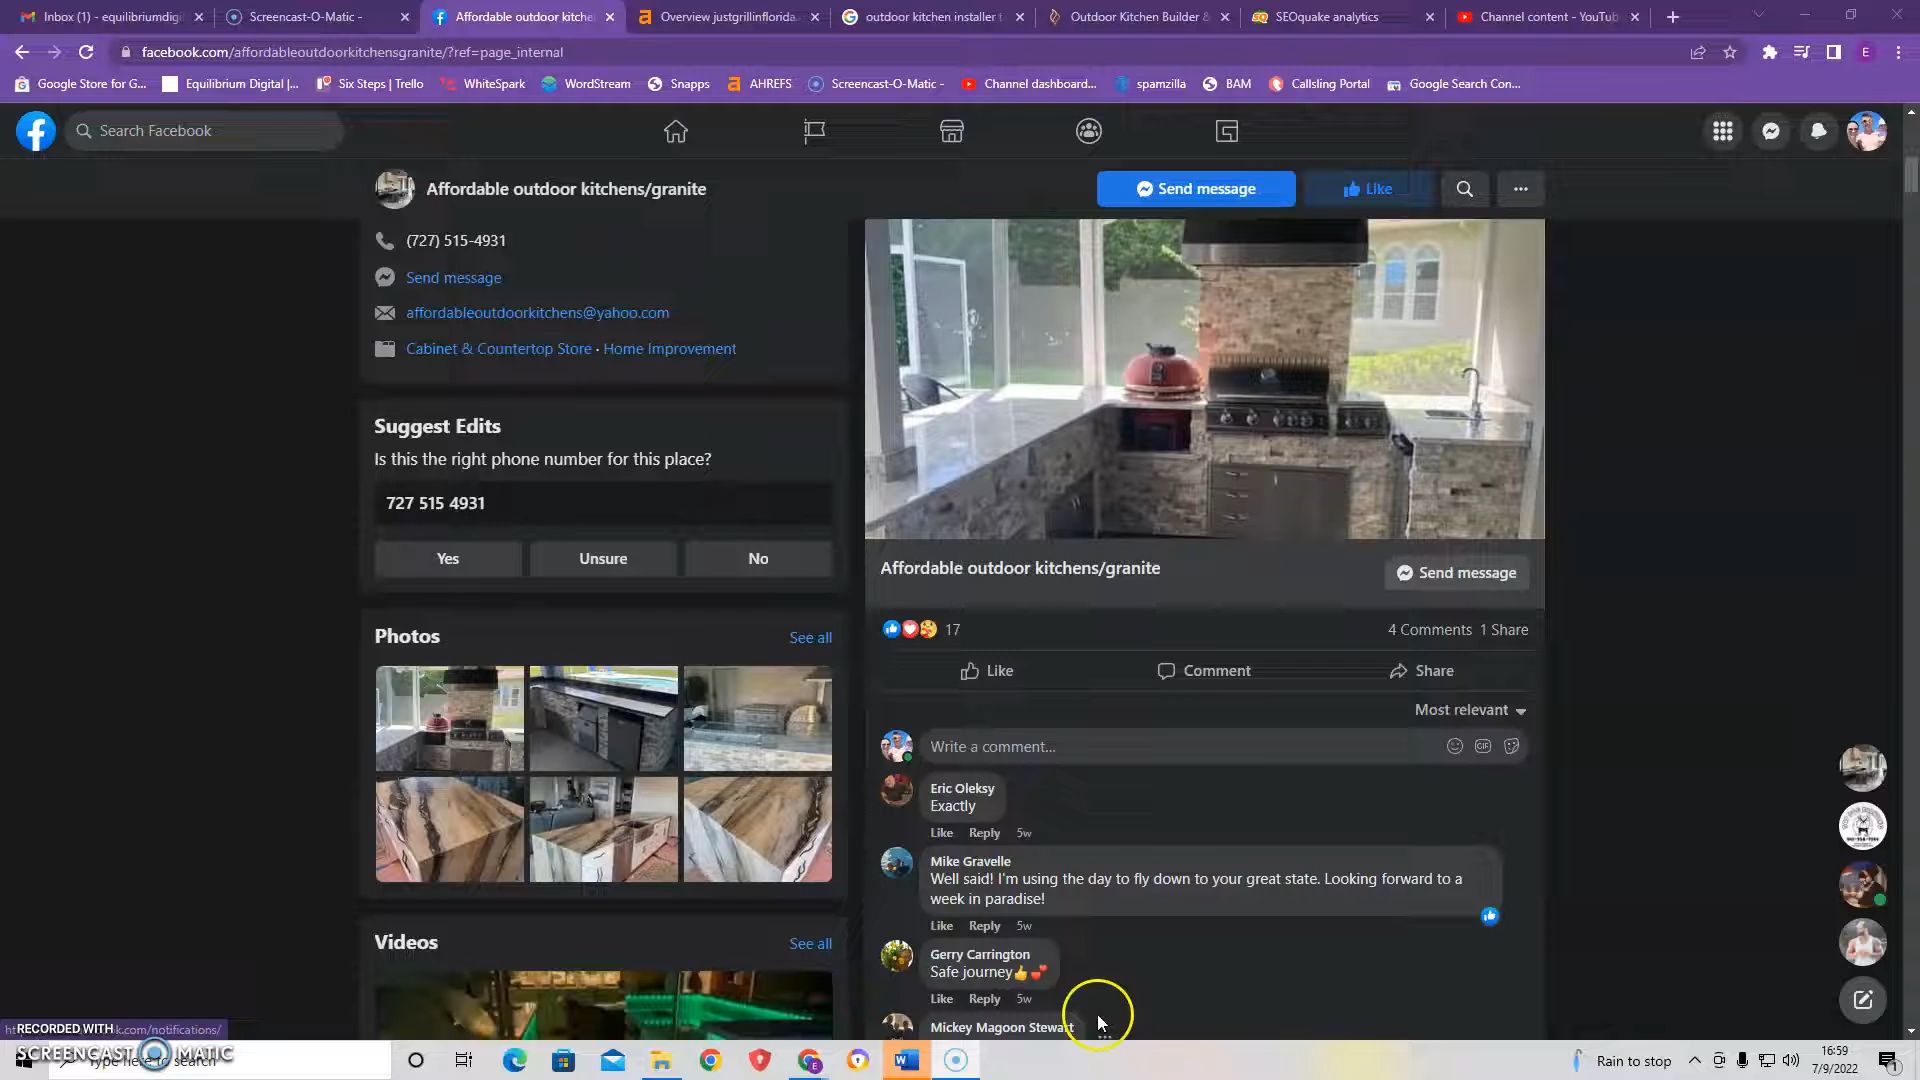 Inbox (1) - equilibriumdigi
Screencast-O-Matic -
Affordable outdoor kitche
Overview justgrillinflorida.
outdoor kitchen installer t
Outdoor Kitchen Builder &
SEOquake analytics
Channel content - YouTub
facebook.com/affordableoutdoorkitchensgranite/?ref=page_internal
E
Google Store for G...
Equilibrium Digital |...
Six Steps | Trello
WhiteSpark
WordStream
Snapps
AHREFS
Screencast-O-Matic -
Channel dashboard...
spamzilla
BAM
Callsling Portal
Google Search Con...
Search Facebook
Affordable outdoor kitchens/granite
Send message
Like
(727) 515-4931
Send message
affordableoutdoorkitchens@yahoo.com
Cabinet & Countertop Store · Home Improvement
Suggest Edits
Is this the right phone number for this place?
727 515 4931
Yes
Unsure
No
Photos
See all
Videos
See all
Affordable outdoor kitchens/granite
Send message
17
4 Comments 1 Share
Like
Comment
Share
Most relevant
Write a comment...
GIF
Eric Oleksy
Exactly
Like Reply 5w
Mike Gravelle
Well said! I'm using the day to fly down to your great state. Looking forward to a
week in paradise!
Like Reply 5w
Gerry Carrington
Safe journey👍💕
Like Reply 5w
Mickey Magoon Stewart
RECORDED WITH
k.com/notifications/
SCREENCAST MATIC
Type here to search
Rain to stop
16:59
7/9/2022
1